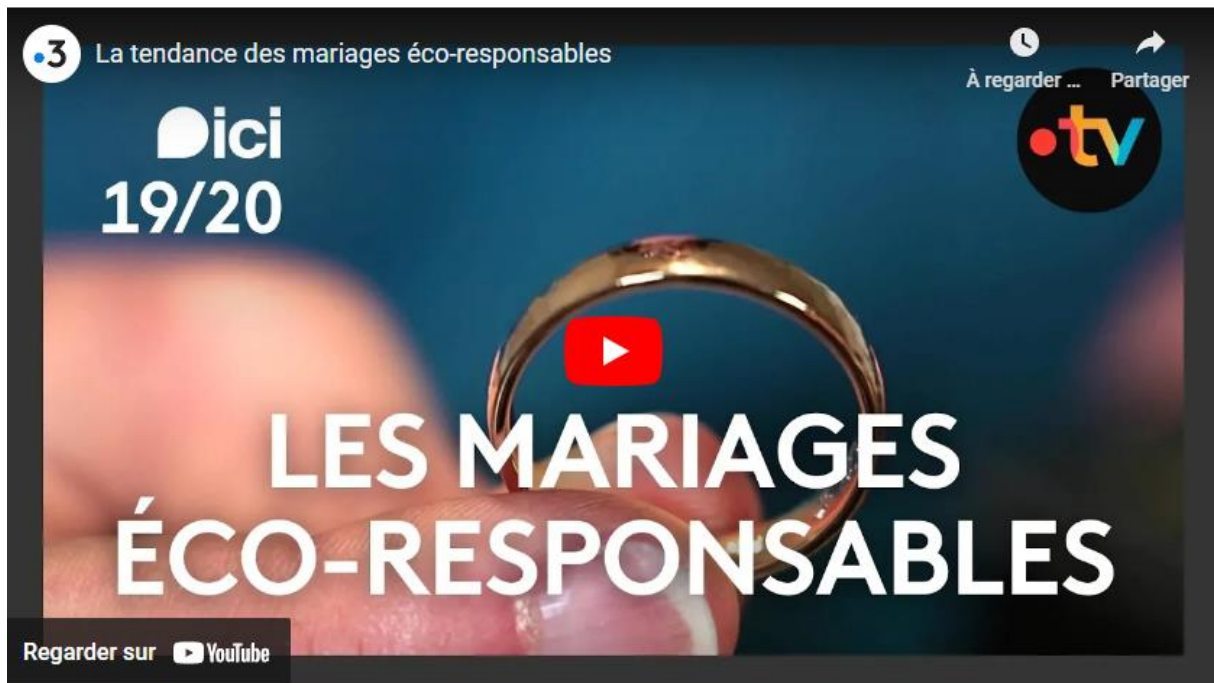 3 La tendance des mariages éco-responsables
À regarder ... Partager
ici
19/20
tv
LES MARIAGES
ÉCO-RESPONSABLES
Regarder sur YouTube